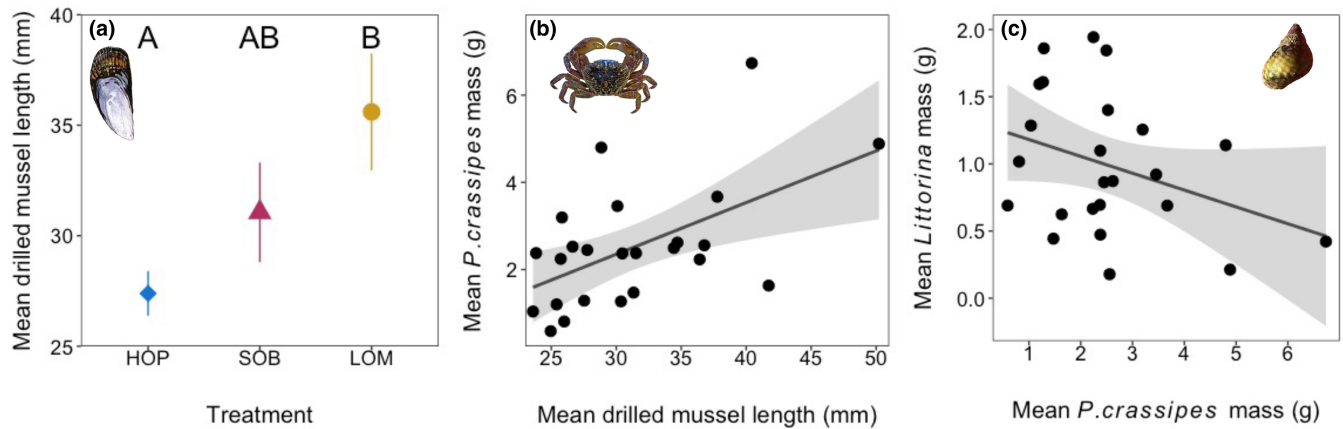 (a)
A
AB
B
Mean drilled mussel length (mm)
40
35
30
25
HOP
SOB
LOM
Treatment
(b)
Mean P.crassipes mass (g)
6
4
2
25
30
35
40
45
50
Mean drilled mussel length (mm)
(c)
Mean Littorina mass (g)
2.0
1.5
1.0
0.5
0.0
1
2
3
4
5
6
Mean P.crassipes mass (g)